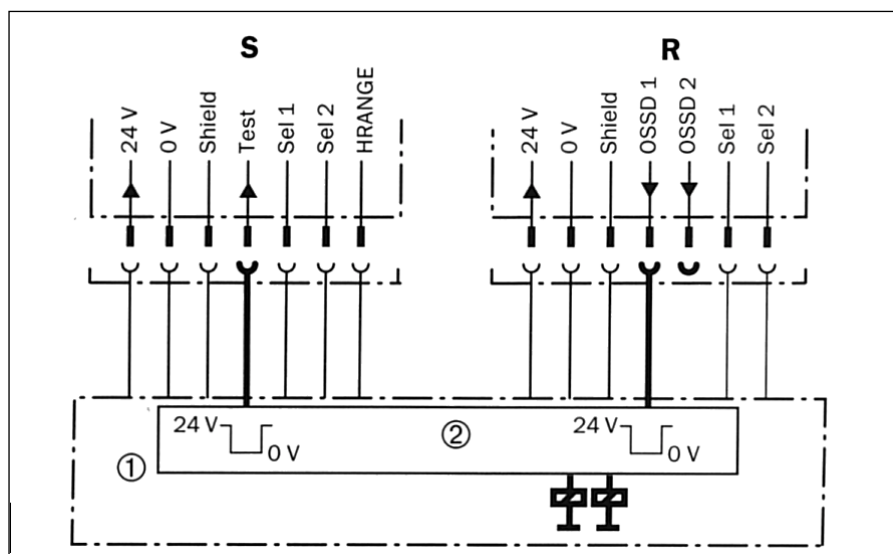 S
R
24 V
0 V
Shield
Test
Sel 1
Sel 2
HRANGE
24 V
0 V
Shield
OSSD 1
OSSD 2
Sel 1
Sel 2
24 V
0 V
②
24 V
0 V
①